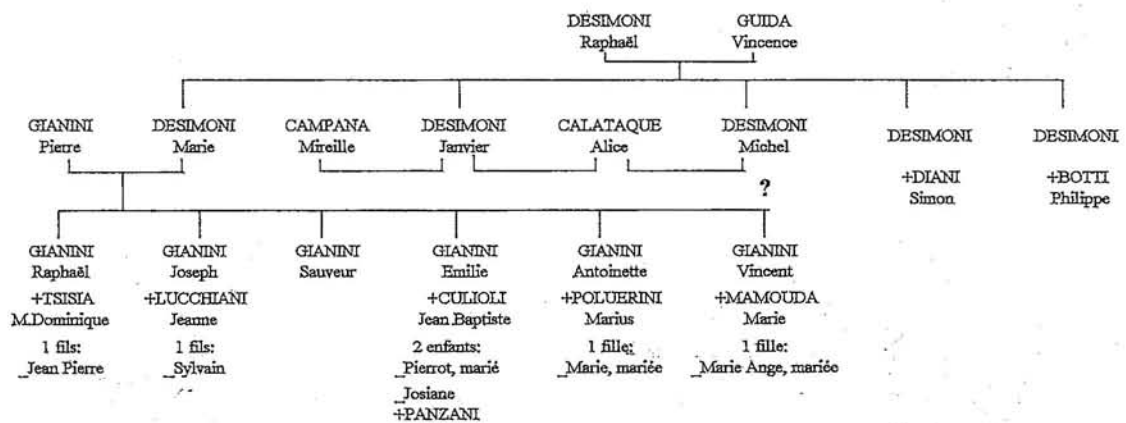 DESIMONI GUIDA
Raphaël Vincence
GIANINI DESIMONI CAMPANA DESIMONI CALATAQUE DESIMONI DESIMONI DESIMONI
Pierre Marie Mireille Janvier Alice Michel
+DIANI +BOTTI
Simon Philippe
?
GIANINI GIANINI GIANINI GIANINI GIANINI GIANINI
Raphaël Joseph Sauveur Emilie Antoinette Vincent
+TSISIA +LUCCHIANI +CULIOLI +POLUERINI +MAMOUDA
M.Dominique Jeanne Jean Baptiste Marius Marie
1 fils: 1 fils: 2 enfants: 1 fille: 1 fille:
_Jean Pierre _Sylvain _Pierrot, marié _Marie, mariée _Marie Ange, mariée
_Josiane
+PANZANI